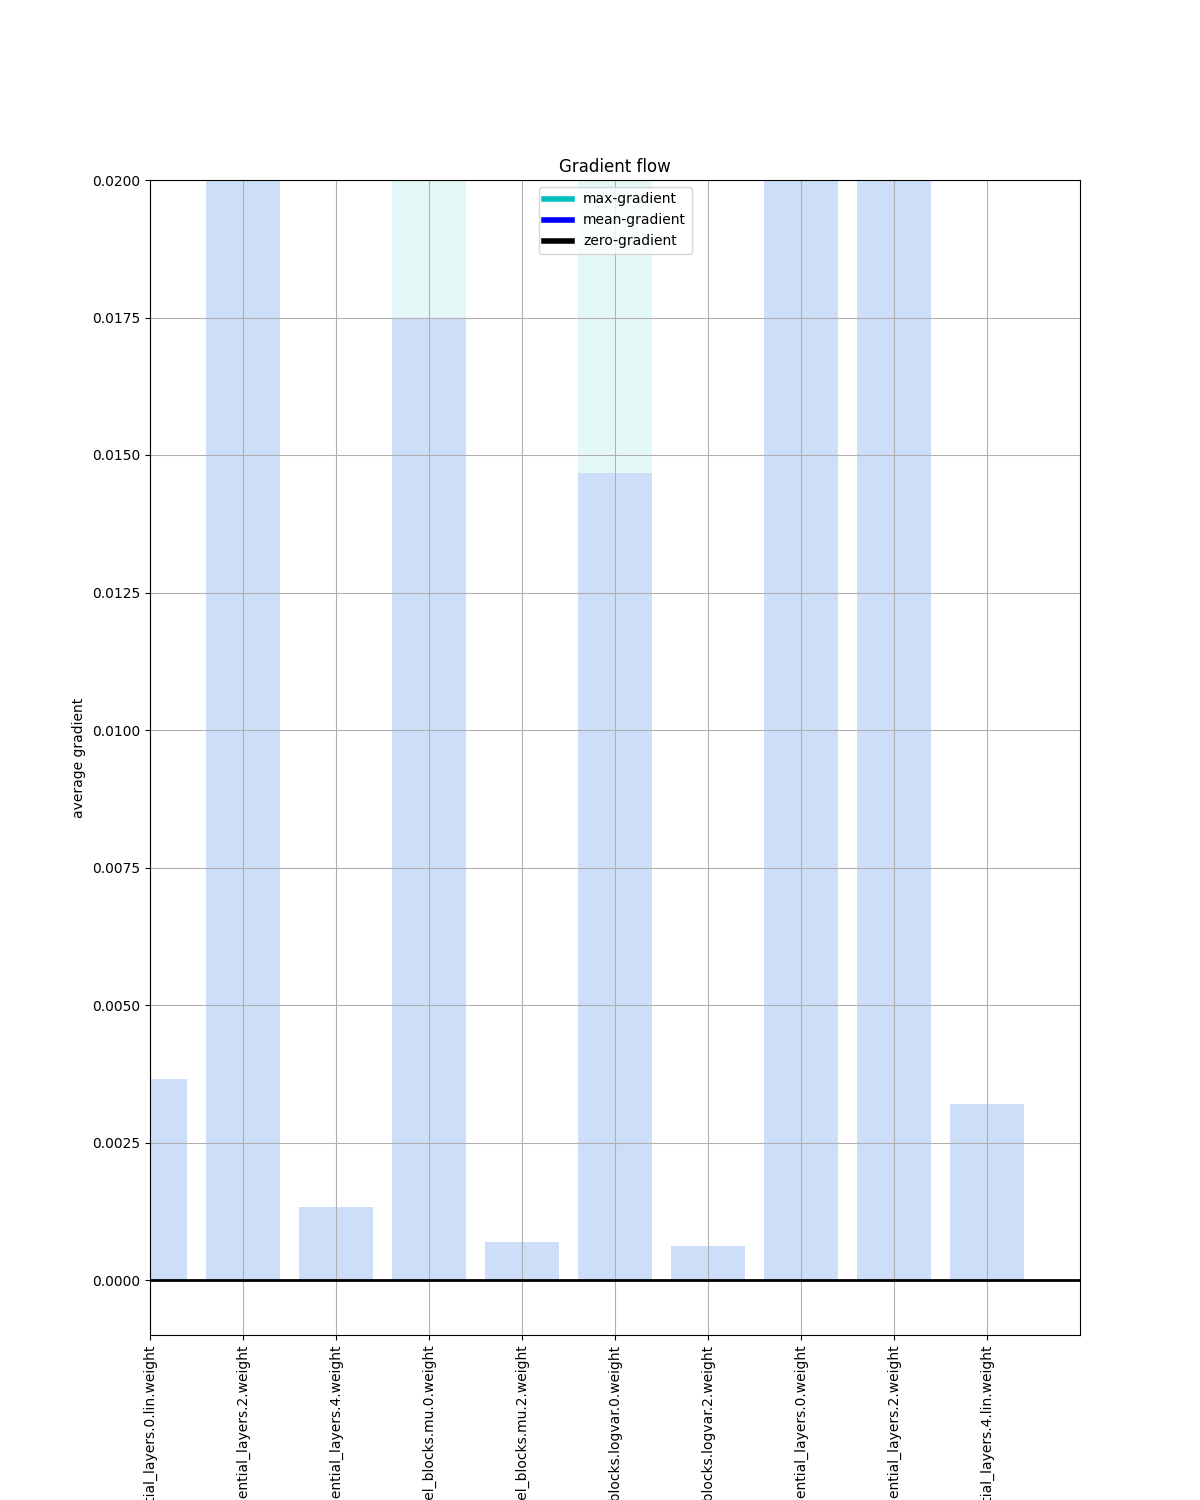 Gradient flow
max-gradient
mean-gradient
zero-gradient
0.0200
0.0175
0.0150
0.0125
0.0100
0.0075
0.0050
0.0025
0.0000
average gradient
tial_layers.0.lin.weight
ential_layers.2.weight
ential_layers.4.weight
el_blocks.mu.0.weight
el_blocks.mu.2.weight
blocks.logvar.0.weight
blocks.logvar.2.weight
ential_layers.0.weight
ential_layers.2.weight
tial_layers.4.lin.weight